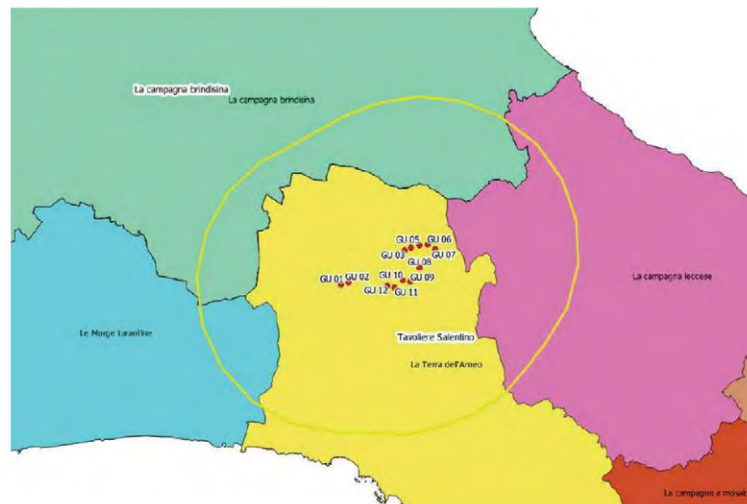 La campagna brindisina
La campagna brindisina
GU 05
GU 06
GU 03
GU 07
GU 08
GU 10
GU 09
GU 01
GU 02
GU 12
GU 11
La campagna leccese
Le Murge tarantine
Tavoliere Salentino
La Terra dell'Arneo
La campagna a mosai